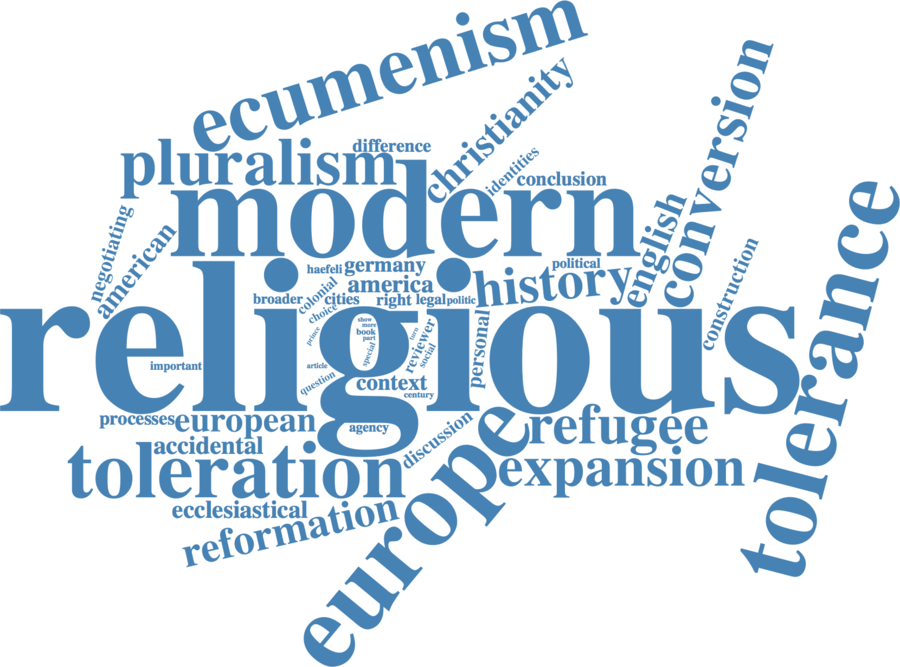 ecumenism
christianity
conversion
difference
pluralism
identities
conclusion
modern
tolerance
negotiating
american
english
construction
haefeli
germany
political
history
america
colonial
broader
cities
right
legal
politic
choice
religious
show
more
book
part
prince
turn
special
reviewer
social
personal
important
article
question
context
century
processes
european
agency
discussion
europe
refugee
accidental
toleration
expansion
ecclesiastical
reformation